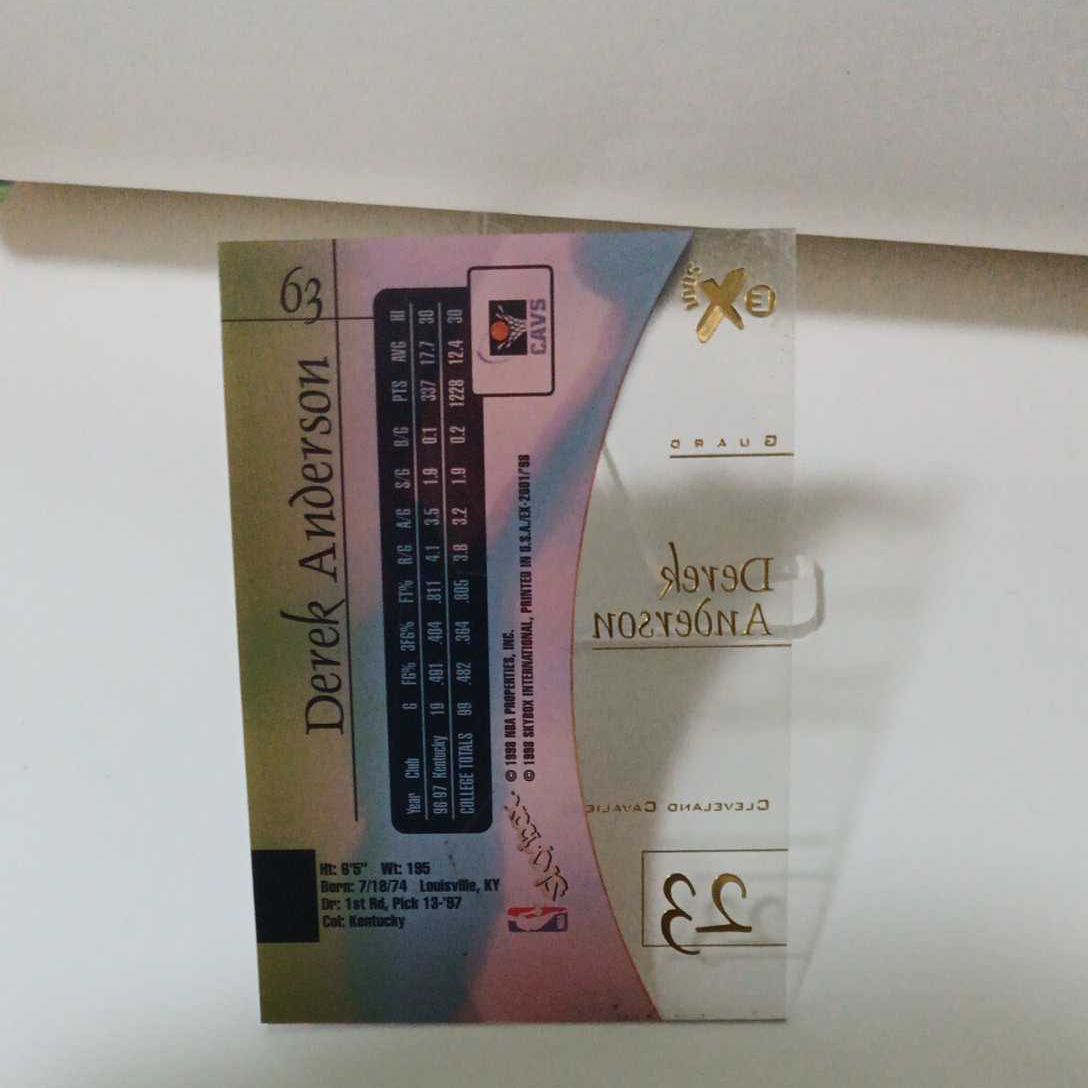 63
Derek Anderson
Year Club G FG% 3FG% FT% R/G A/G S/G B/G PTS AVG HI
96-97 Kentucky 19 .491 .404 .811 4.1 3.5 1.9 0.1 337 17.7 30
COLLEGE TOTALS 99 .482 .364 .805 3.8 3.2 1.9 0.2 1228 12.4 30
CAVS
© 1998 NBA PROPERTIES, INC.
© 1998 SKYBOX INTERNATIONAL, PRINTED IN U.S.A./EX-2001/'98
Ht: 6'5" Wt: 195
Born: 7/18/74 Louisville, KY
Dr: 1st Rd, Pick 13-'97
Col: Kentucky
SkyBox
E X 2001
GUARD
Derek
Anderson
CLEVELAND CAVALIE
23